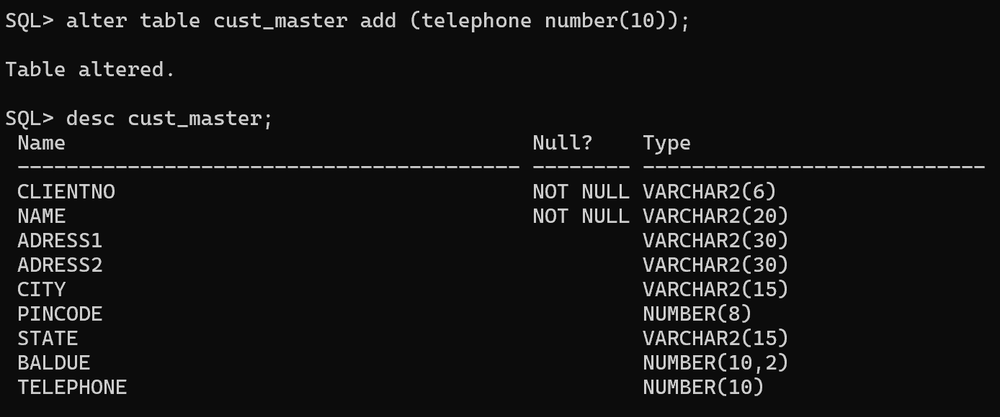 SQL> alter table cust_master add (telephone number(10));
Table altered.
SQL> desc cust_master;
Name Null? Type
----------------------------------------- -------- ----------------------------
CLIENTNO NOT NULL VARCHAR2(6)
NAME NOT NULL VARCHAR2(20)
ADRESS1 VARCHAR2(30)
ADRESS2 VARCHAR2(30)
CITY VARCHAR2(15)
PINCODE NUMBER(8)
STATE VARCHAR2(15)
BALDUE NUMBER(10,2)
TELEPHONE NUMBER(10)